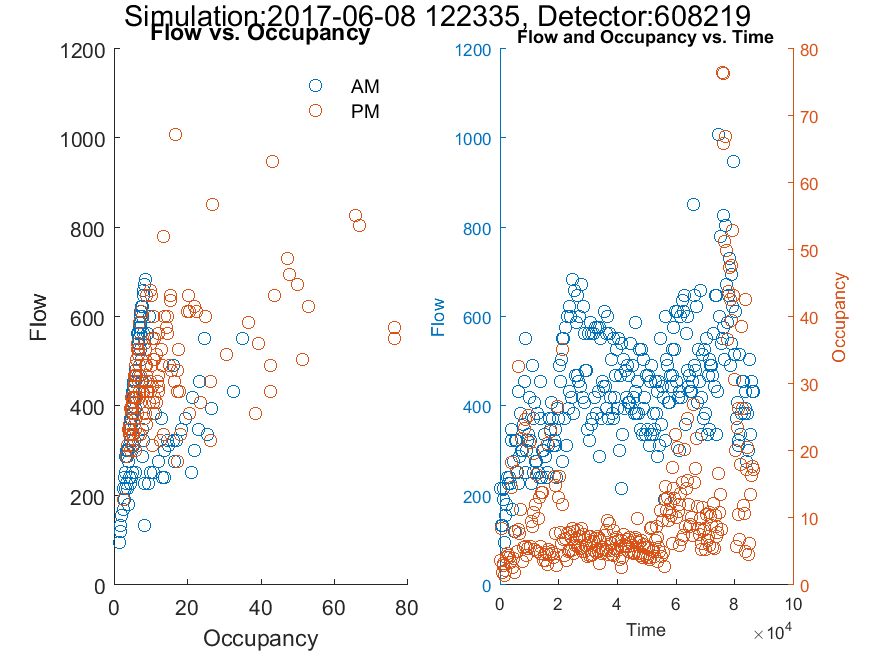 Simulation:2017-06-08 122335, Detector:608219
Flow vs. Occupancy
1200
1000
800
600
400
200
0
Flow
0 20 40 60 80
Occupancy
AM
PM
Flow and Occupancy vs. Time
1200
1000
800
600
400
200
0
Flow
80
70
60
50
40
30
20
10
0
Occupancy
0 2 4 6 8 10
Time
×10⁴